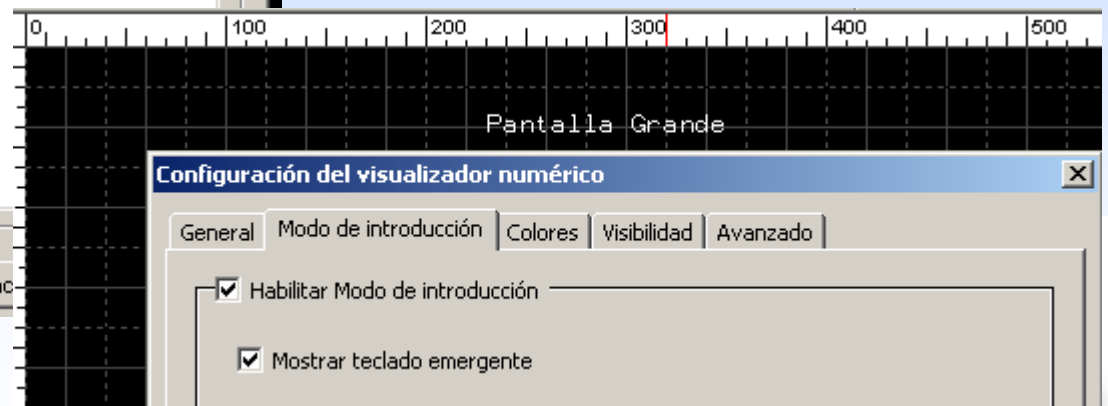 0 100 200 300 400 500
Pantalla Grande
Configuración del visualizador numérico
General Modo de introducción Colores Visibilidad Avanzado
Habilitar Modo de introducción
Mostrar teclado emergente